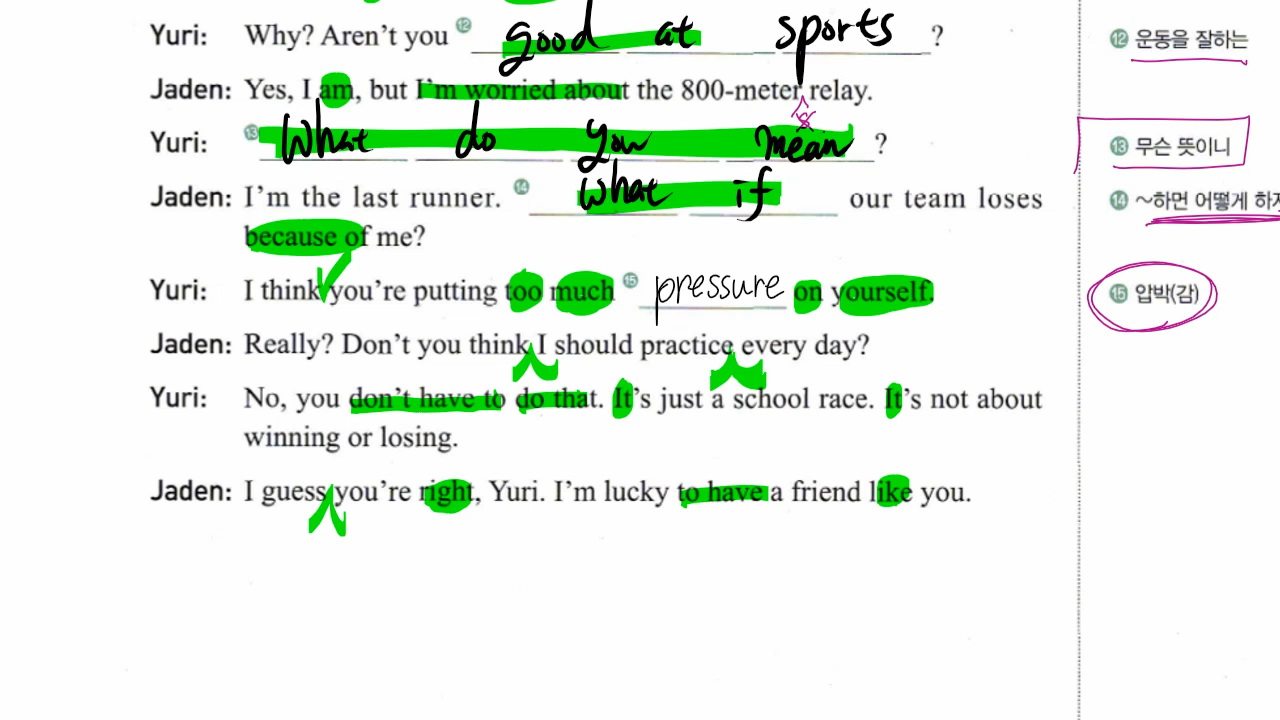 Yuri: Why? Aren't you ⑫ good at sports ? ⑫ 운동을 잘하는
Jaden: Yes, I am, but I'm worried about the 800-meter relay.
Yuri: ⑬ What do you mean ? ⑬ 무슨 뜻이니
Jaden: I'm the last runner. ⑭ what if our team loses ⑭ ~하면 어떻게 하지
because of me?
Yuri: I think you're putting too much ⑮ pressure on yourself. ⑮ 압박(감)
Jaden: Really? Don't you think I should practice every day?
Yuri: No, you don't have to do that. It's just a school race. It's not about
winning or losing.
Jaden: I guess you're right, Yuri. I'm lucky to have a friend like you.